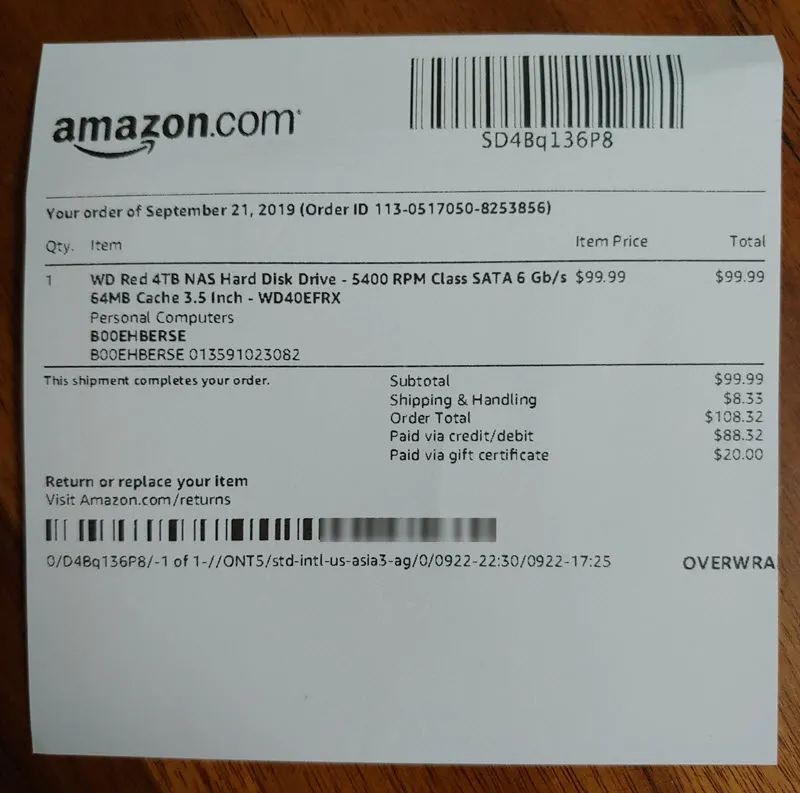 amazon.com
SD4Bq136P8
Your order of September 21, 2019 (Order ID 113-0517050-8253856)
Qty. Item Item Price Total
1 WD Red 4TB NAS Hard Disk Drive - 5400 RPM Class SATA 6 Gb/s $99.99 $99.99
64MB Cache 3.5 Inch - WD40EFRX
Personal Computers
B00EHBERSE
B00EHBERSE 013591023082
This shipment completes your order. Subtotal $99.99
Shipping & Handling $8.33
Order Total $108.32
Paid via credit/debit $88.32
Paid via gift certificate $20.00
Return or replace your item
Visit Amazon.com/returns
0/D4Bq136P8/-1 of 1-//ONT5/std-intl-us-asia3-ag/0/0922-22:30/0922-17:25 OVERWRA